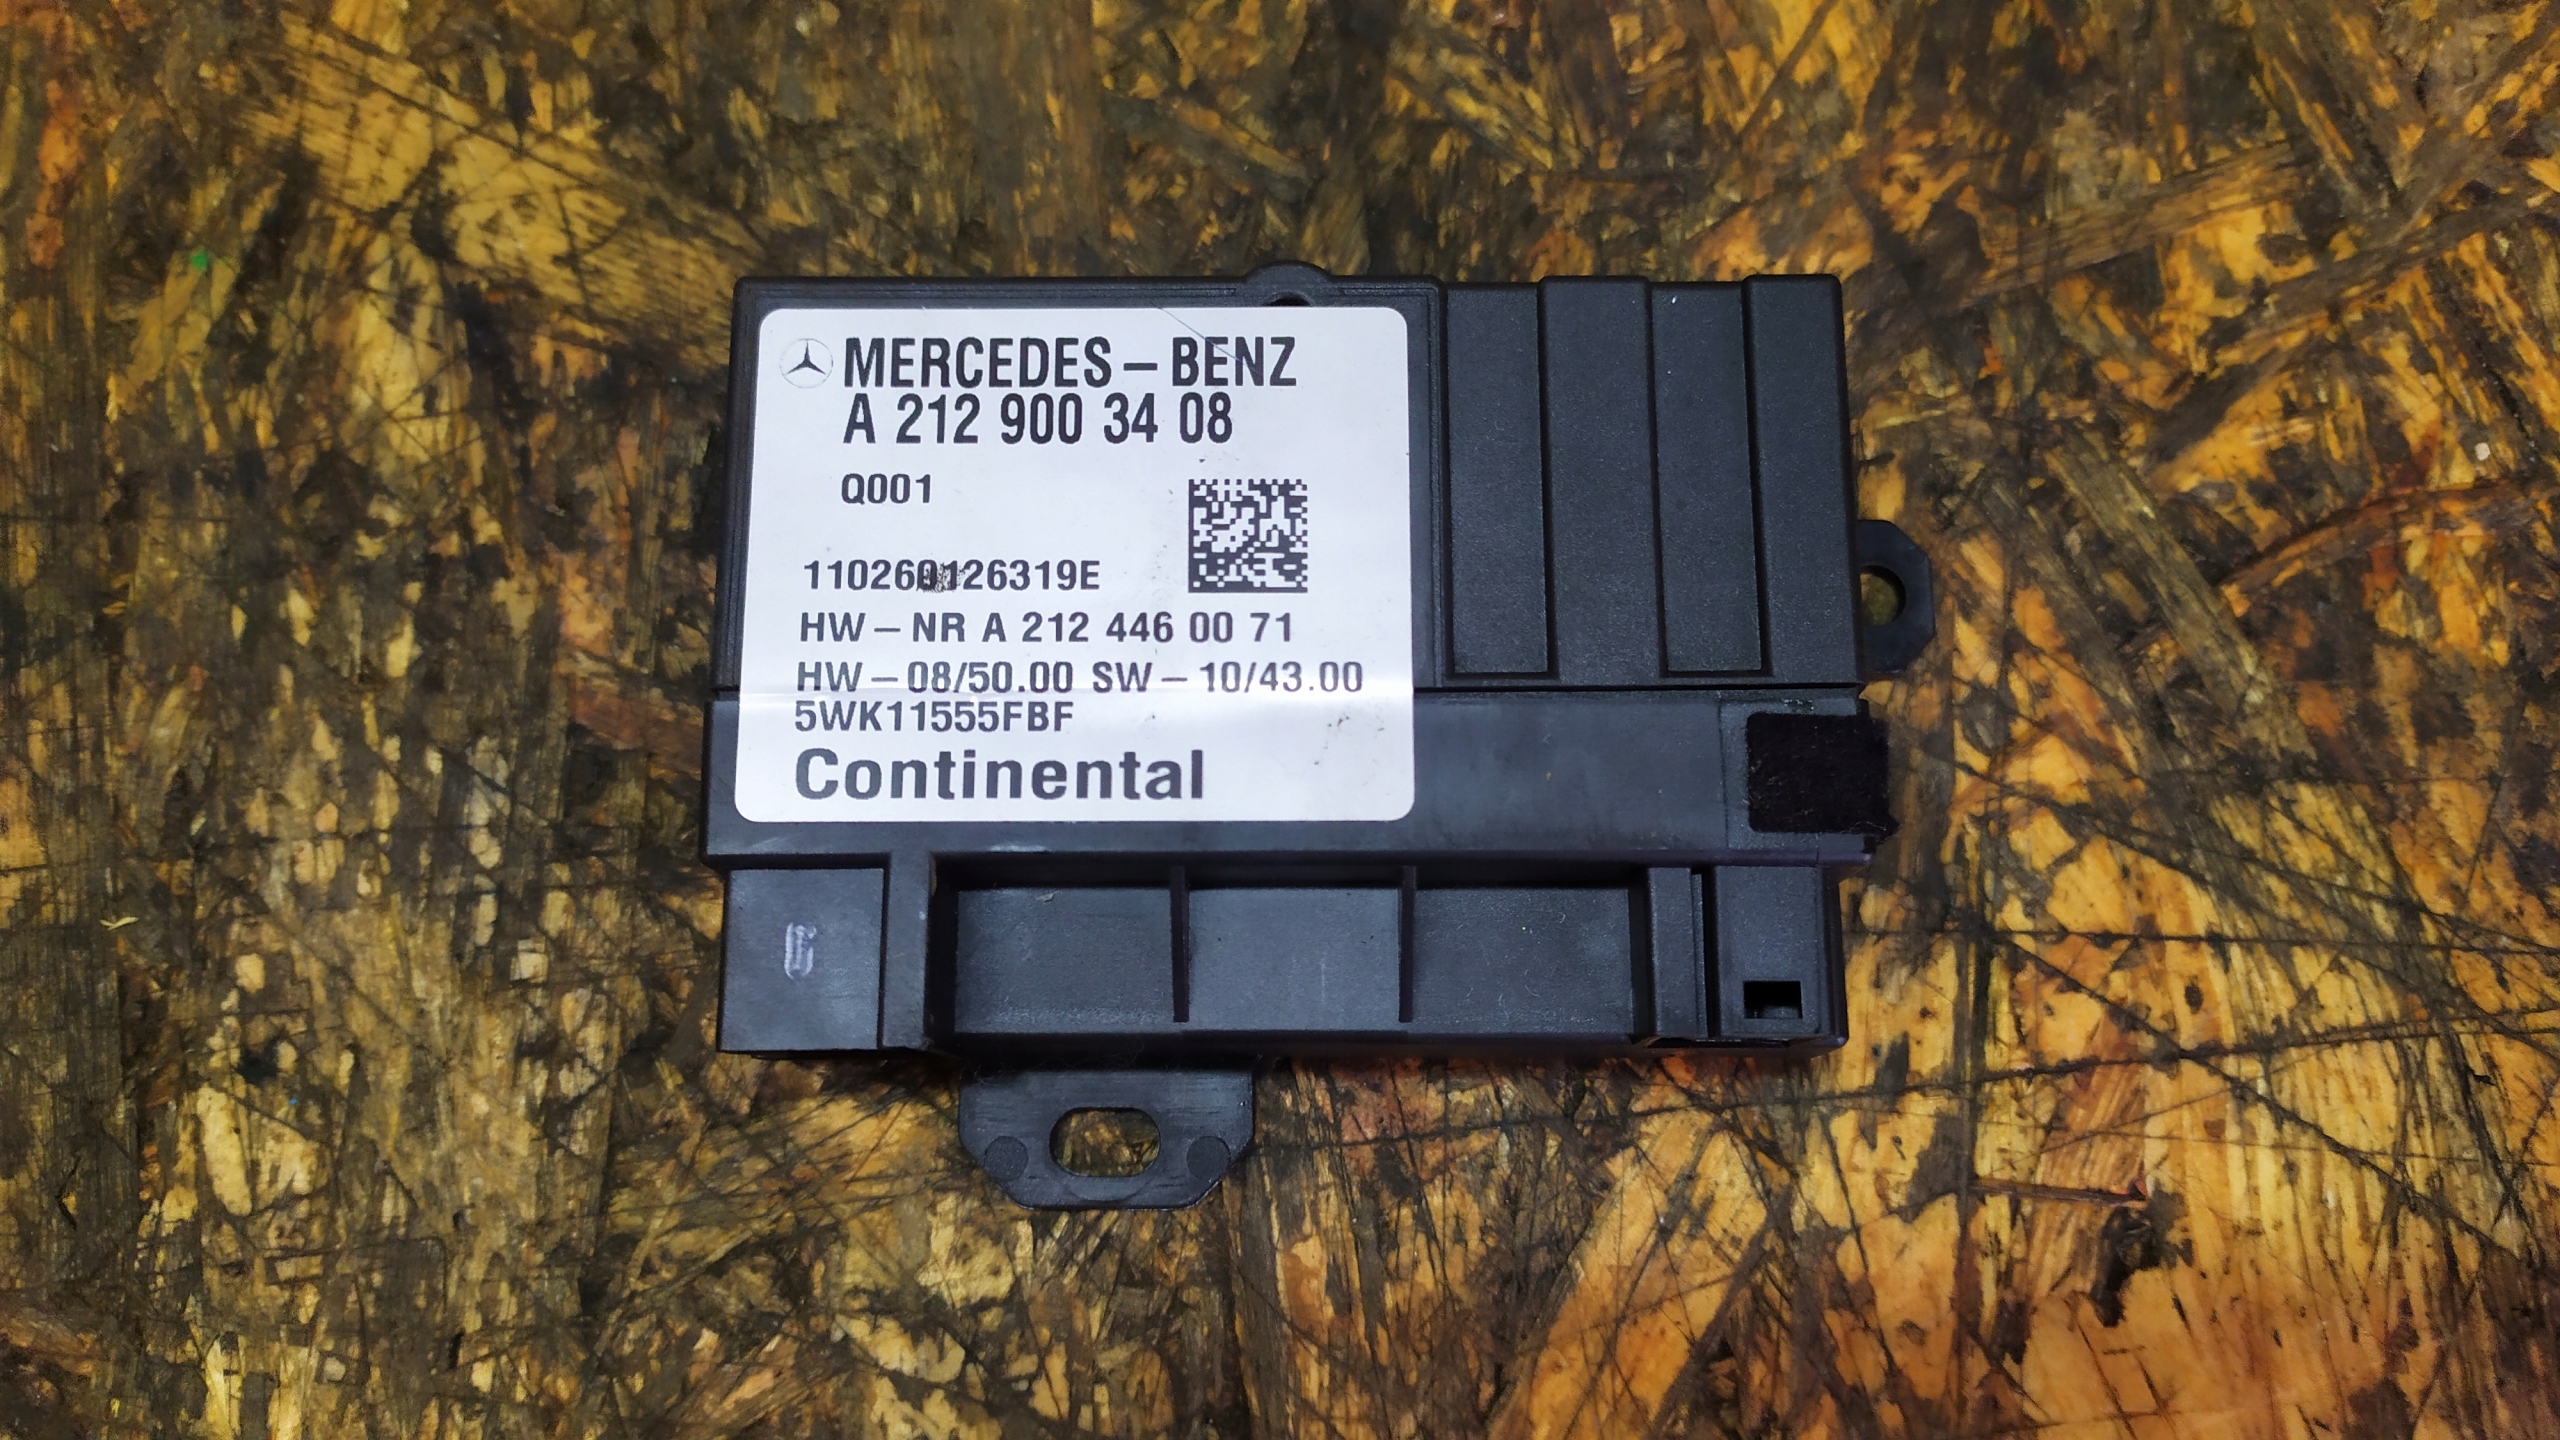 MERCEDES – BENZ
A 212 900 34 08
Q001
110260126319E
HW – NR A 212 446 00 71
HW – 08/50.00 SW – 10/43.00
5WK11555FBF
Continental